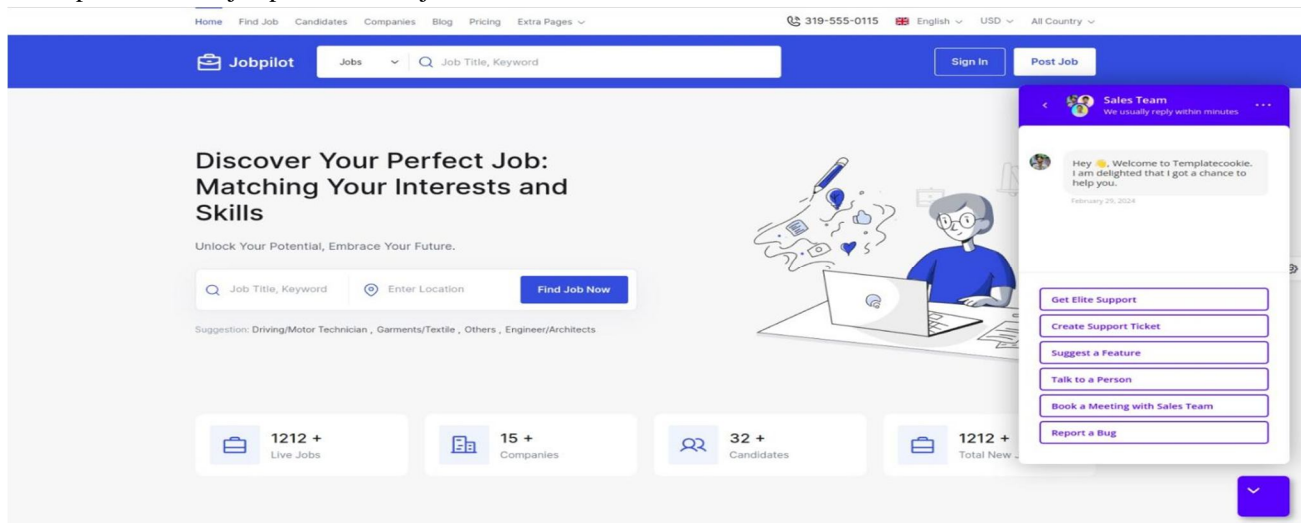 Home Find Job Candidates Companies Blog Pricing Extra Pages
319-555-0115 English USD All Country
Jobpilot
Jobs Job Title, Keyword
Sign In Post Job
Sales Team
We usually reply within minutes
Hey 👋, Welcome to Templatecookie.
I am delighted that I got a chance to
help you.
February 29, 2024
Discover Your Perfect Job:
Matching Your Interests and
Skills
Unlock Your Potential, Embrace Your Future.
Job Title, Keyword Enter Location Find Job Now
Suggestion: Driving/Motor Technician , Garments/Textile , Others , Engineer/Architects
Get Elite Support
Create Support Ticket
Suggest a Feature
Talk to a Person
Book a Meeting with Sales Team
Report a Bug
1212 +
Live Jobs
15 +
Companies
32 +
Candidates
1212 +
Total New